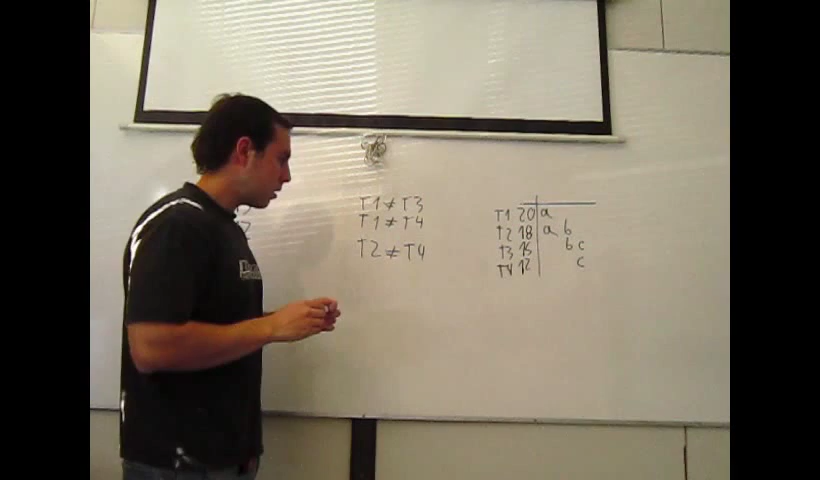 T1 ≠ T3
T1 ≠ T4
T2 ≠ T4
T1 20 a
T2 18 a b
T3 15 b c
T4 12 c